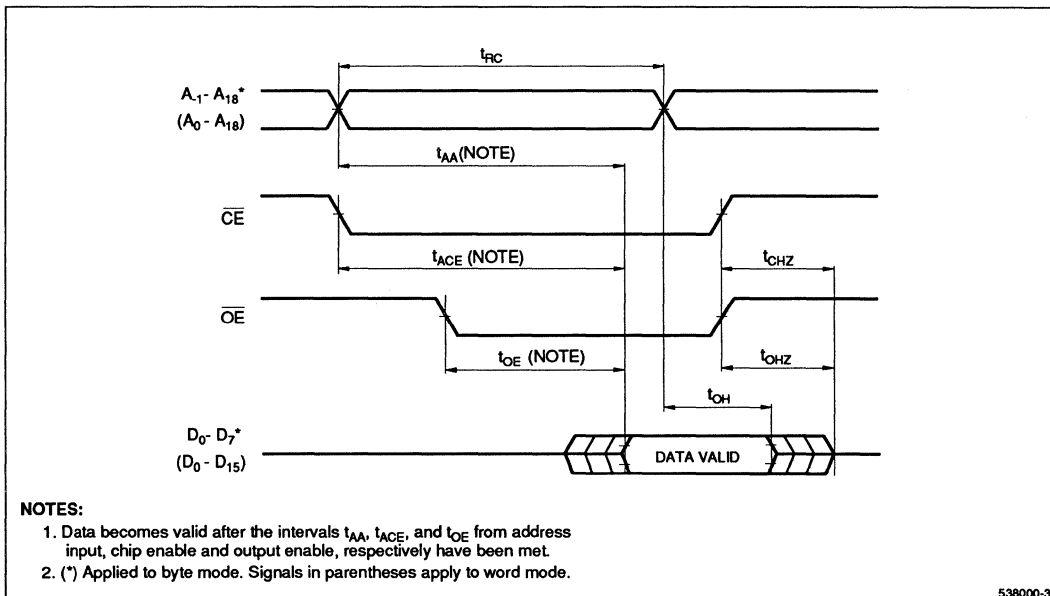 tRC
A-1 - A18*
(A0 - A18)
tAA(NOTE)
CE
tACE (NOTE)
tCHZ
OE
tOE (NOTE)
tOHZ
tOH
D0 - D7*
(D0 - D15)
DATA VALID
NOTES:
1. Data becomes valid after the intervals tAA, tACE, and tOE from address
input, chip enable and output enable, respectively have been met.
2. (*) Applied to byte mode. Signals in parentheses apply to word mode.
538000-3